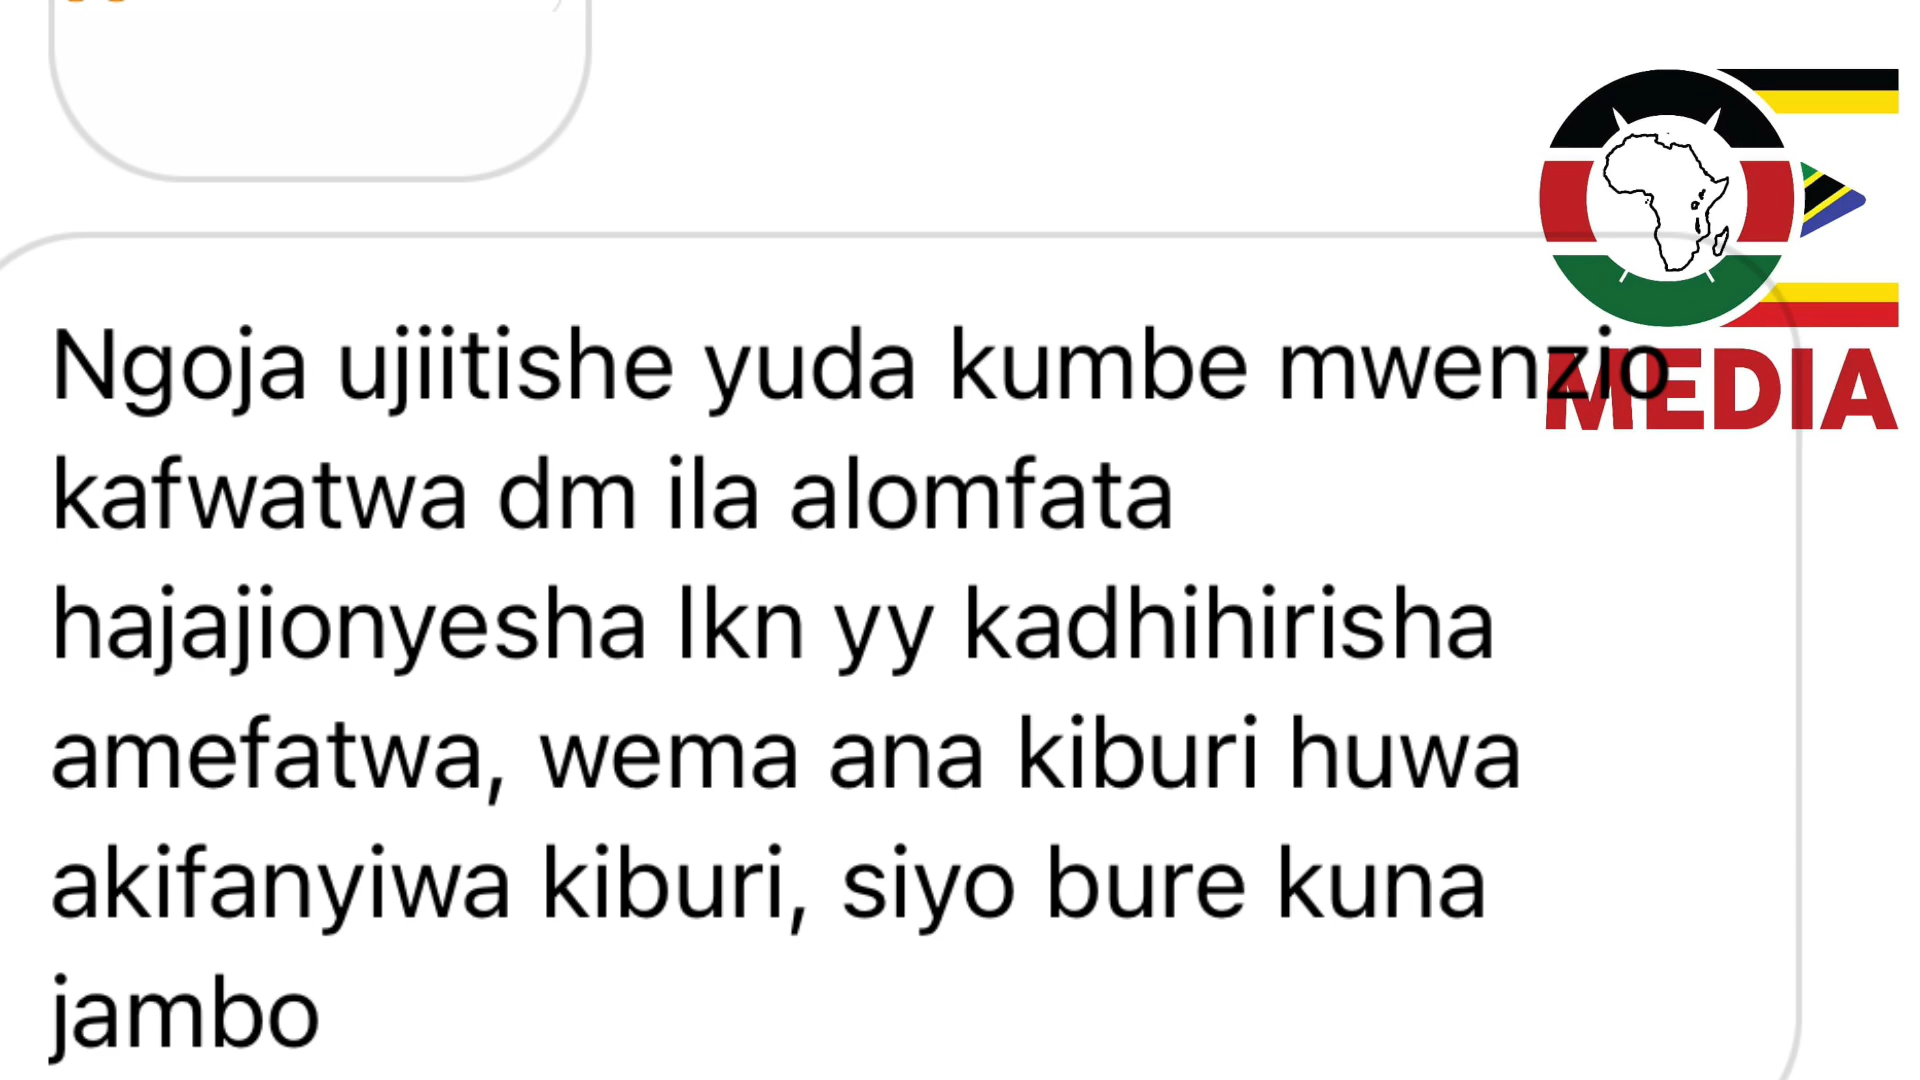 Ngoja ujiitishe yuda kumbe mwenzio
kafwatwa dm ila alomfata
hajajionyesha lkn yy kadhihirisha
amefatwa, wema ana kiburi huwa
akifanyiwa kiburi, siyo bure kuna
jambo
MEDIA